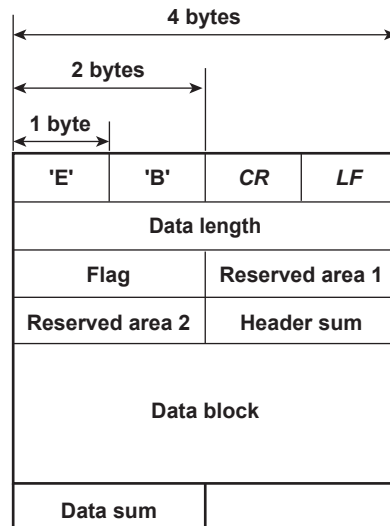 4 bytes
2 bytes
1 byte
'E' 'B' CR LF
Data length
Flag Reserved area 1
Reserved area 2 Header sum
Data block
Data sum